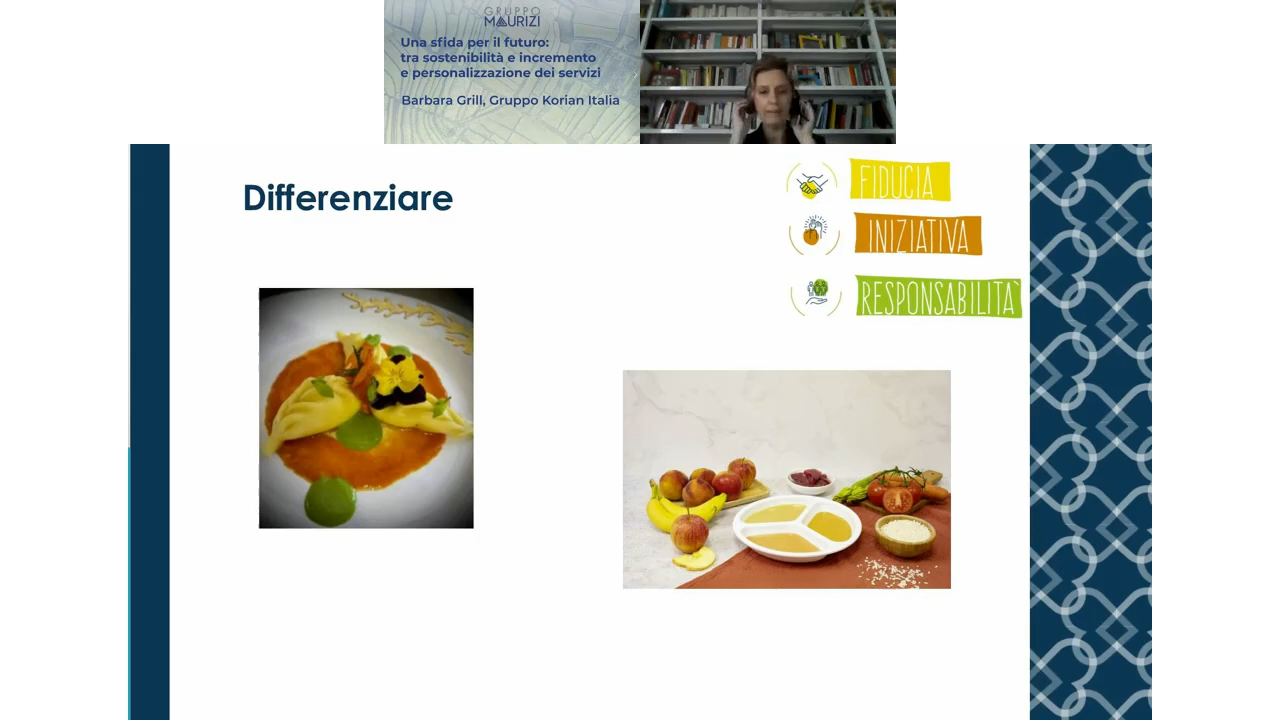 GRUPPO
MAURIZI
Una sfida per il futuro:
tra sostenibilità e incremento
e personalizzazione dei servizi
Barbara Grill, Gruppo Korian Italia
Differenziare
FIDUCIA
INIZIATIVA
RESPONSABILITA`